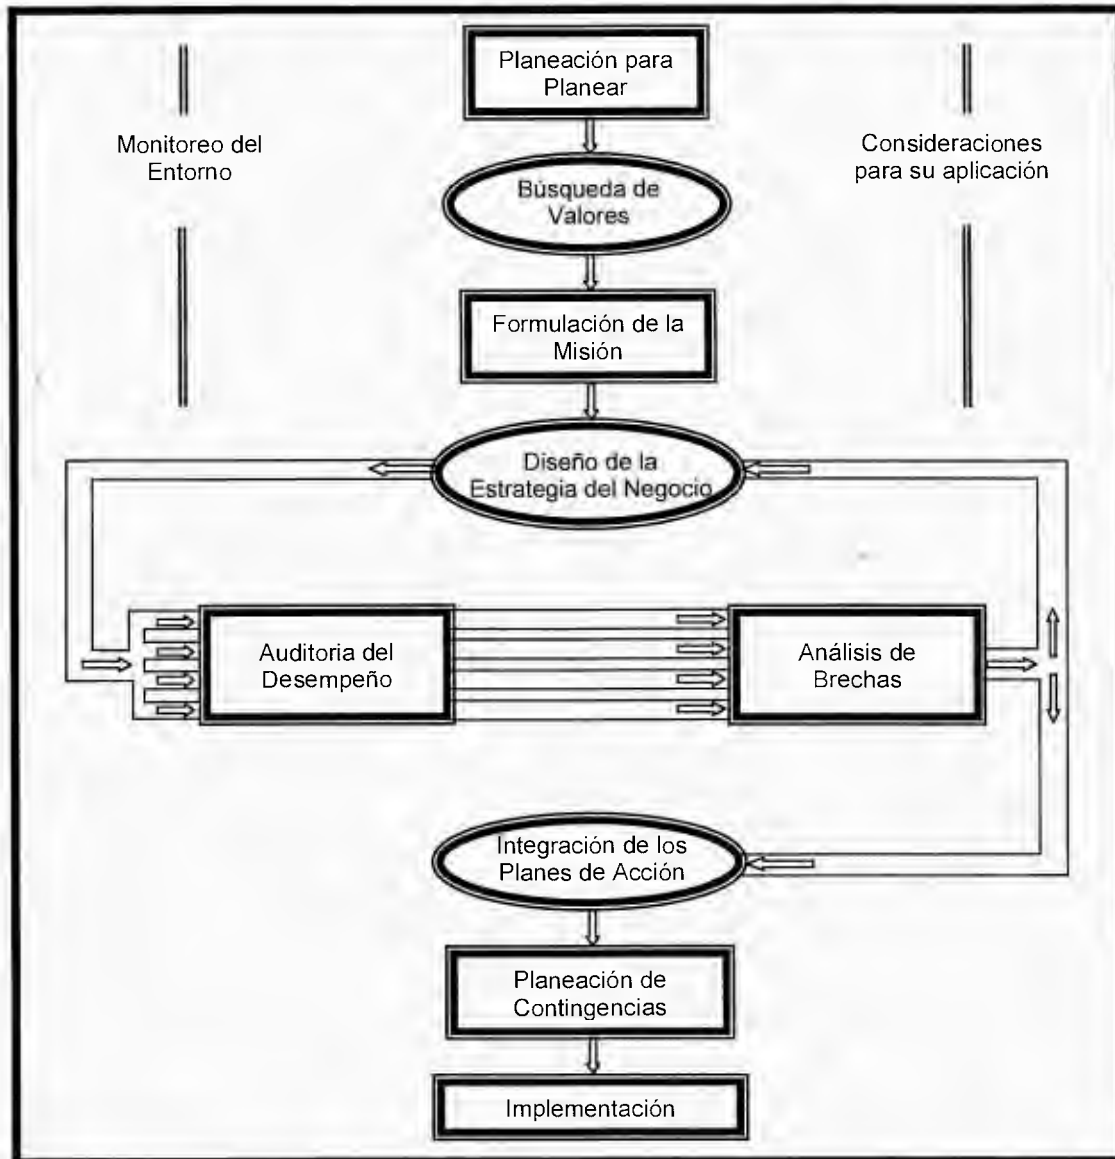 Planeación para
Planear
Monitoreo del
Entorno
Consideraciones
para su aplicación
Búsqueda de
Valores
Formulación de la
Misión
Diseño de la
Estrategia del Negocio
Auditoria del
Desempeño
Análisis de
Brechas
Integración de los
Planes de Acción
Planeación de
Contingencias
Implementación